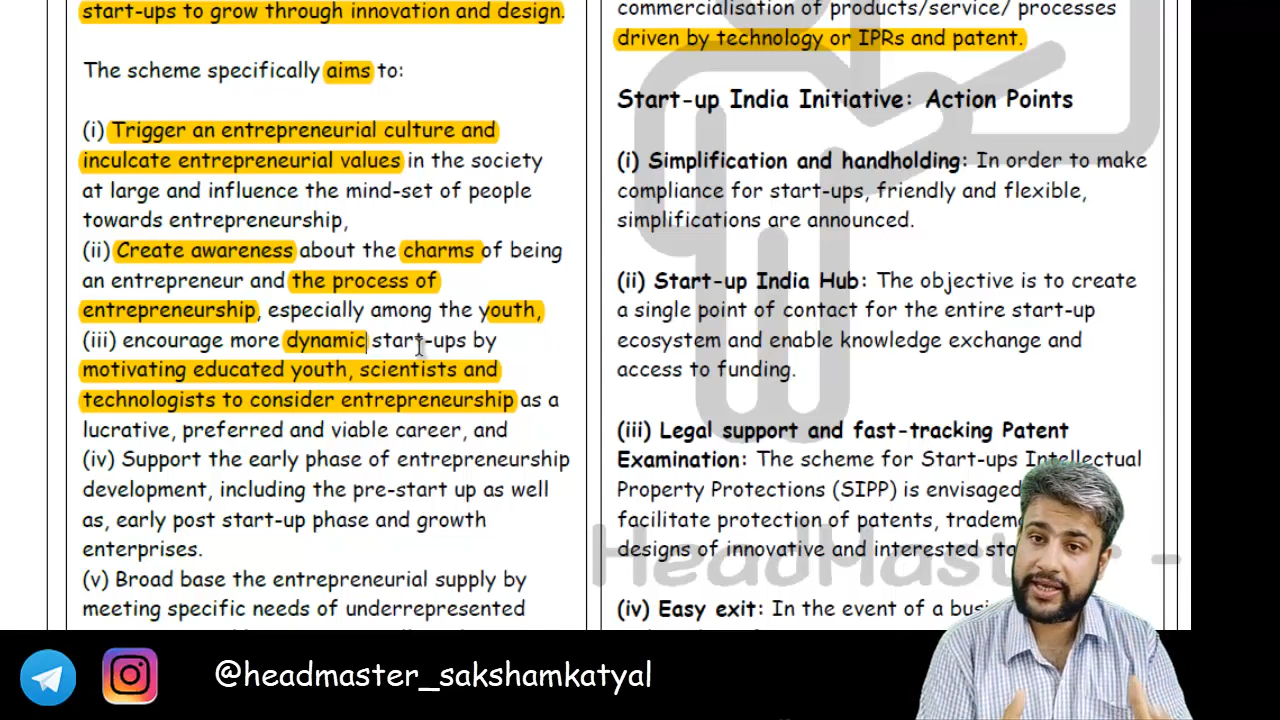 start-ups to grow through innovation and design.
The scheme specifically aims to:
(i) Trigger an entrepreneurial culture and
inculcate entrepreneurial values in the society
at large and influence the mind-set of people
towards entrepreneurship,
(ii) Create awareness about the charms of being
an entrepreneur and the process of
entrepreneurship, especially among the youth,
(iii) encourage more dynamic start-ups by
motivating educated youth, scientists and
technologists to consider entrepreneurship as a
lucrative, preferred and viable career, and
(iv) Support the early phase of entrepreneurship
development, including the pre-start up as well
as, early post start-up phase and growth
enterprises.
(v) Broad base the entrepreneurial supply by
meeting specific needs of underrepresented
commercialisation of products/service/ processes
driven by technology or IPRs and patent.
Start-up India Initiative: Action Points
(i) Simplification and handholding: In order to make
compliance for start-ups, friendly and flexible,
simplifications are announced.
(ii) Start-up India Hub: The objective is to create
a single point of contact for the entire start-up
ecosystem and enable knowledge exchange and
access to funding.
(iii) Legal support and fast-tracking Patent
Examination: The scheme for Start-ups Intellectual
Property Protections (SIPP) is envisaged
facilitate protection of patents,
designs of innovative and interested
(iv) Easy exit: In the event of a
HeadMaster -
@headmaster_sakshamkatyal